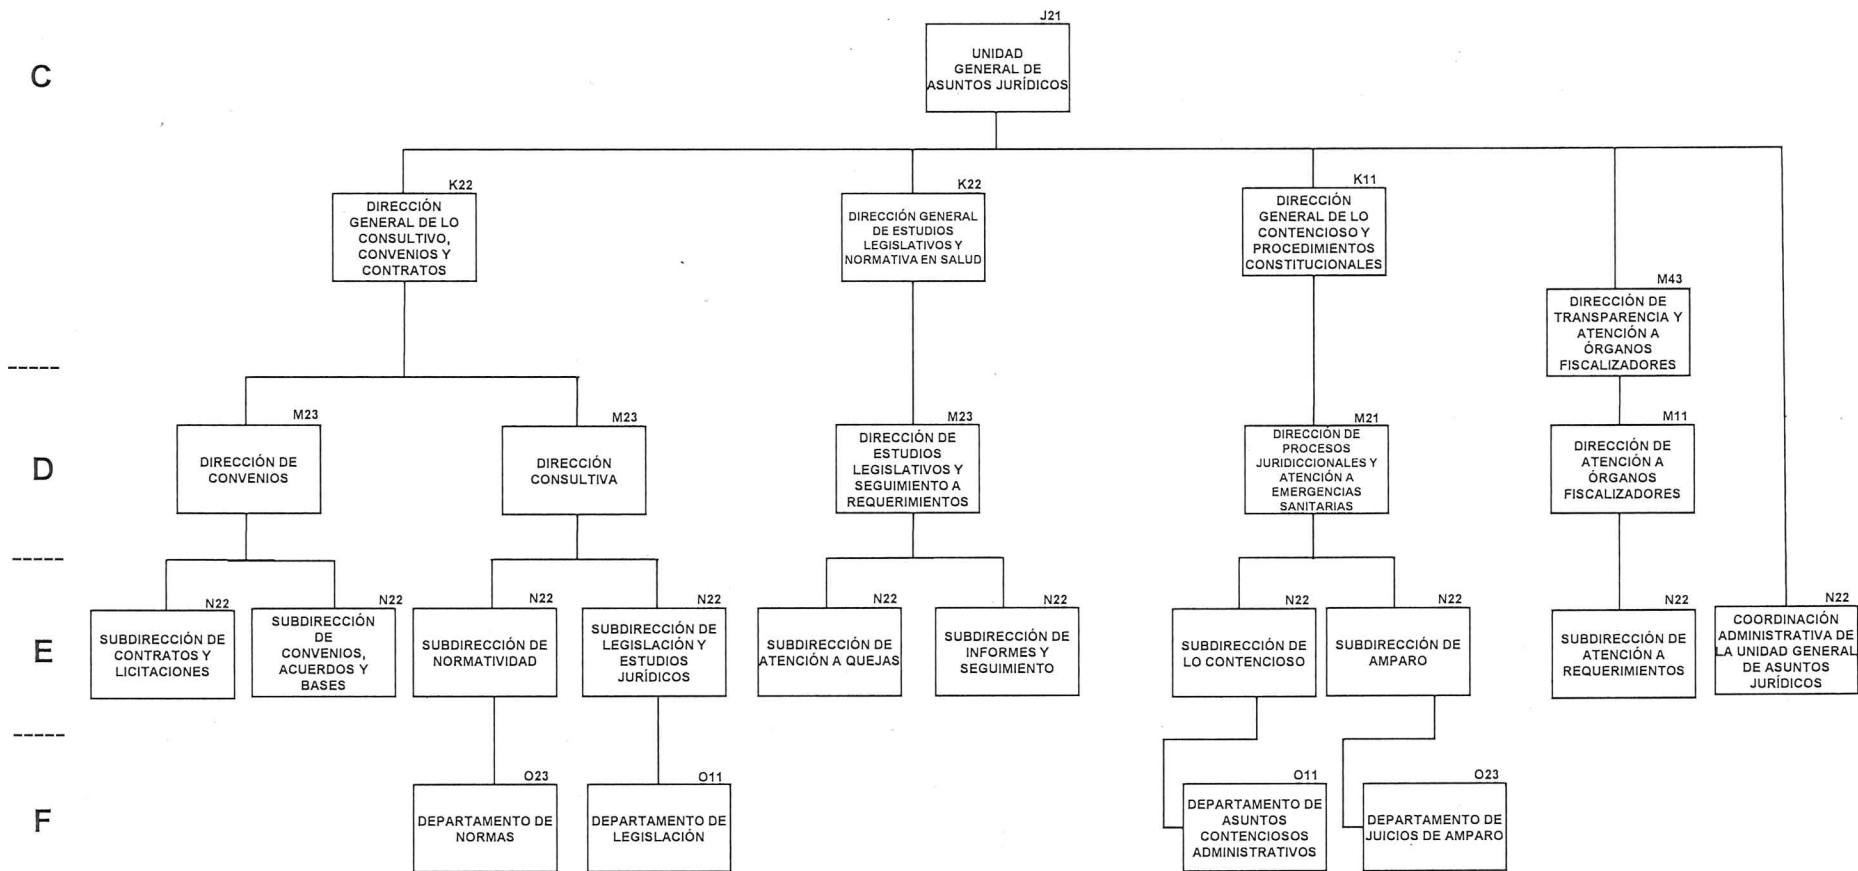 C
J21
UNIDAD
GENERAL DE
ASUNTOS JURÍDICOS
K22
DIRECCIÓN
GENERAL DE LO
CONSULTIVO,
CONVENIOS Y
CONTRATOS
K22
DIRECCIÓN GENERAL
DE ESTUDIOS
LEGISLATIVOS Y
NORMATIVA EN SALUD
K11
DIRECCIÓN
GENERAL DE LO
CONTENCIOSO Y
PROCEDIMIENTOS
CONSTITUCIONALES
M43
DIRECCIÓN DE
TRANSPARENCIA Y
ATENCIÓN A
ÓRGANOS
FISCALIZADORES
D
M23
DIRECCIÓN DE
CONVENIOS
M23
DIRECCIÓN
CONSULTIVA
M23
DIRECCIÓN DE
ESTUDIOS
LEGISLATIVOS Y
SEGUIMIENTO A
REQUERIMIENTOS
M21
DIRECCIÓN DE
PROCESOS
JURIDICCIONALES Y
ATENCIÓN A
EMERGENCIAS
SANITARIAS
M11
DIRECCIÓN DE
ATENCIÓN A
ÓRGANOS
FISCALIZADORES
E
N22
SUBDIRECCIÓN DE
CONTRATOS Y
LICITACIONES
N22
SUBDIRECCIÓN
DE
CONVENIOS,
ACUERDOS Y
BASES
N22
SUBDIRECCIÓN DE
NORMATIVIDAD
N22
SUBDIRECCIÓN DE
LEGISLACIÓN Y
ESTUDIOS
JURÍDICOS
N22
SUBDIRECCIÓN DE
ATENCIÓN A QUEJAS
N22
SUBDIRECCIÓN DE
INFORMES Y
SEGUIMIENTO
N22
SUBDIRECCIÓN DE
LO CONTENCIOSO
N22
SUBDIRECCIÓN DE
AMPARO
N22
SUBDIRECCIÓN DE
ATENCIÓN A
REQUERIMIENTOS
N22
COORDINACIÓN
ADMINISTRATIVA DE
LA UNIDAD GENERAL
DE ASUNTOS
JURÍDICOS
F
O23
DEPARTAMENTO DE
NORMAS
O11
DEPARTAMENTO DE
LEGISLACIÓN
O11
DEPARTAMENTO DE
ASUNTOS
CONTENCIOSOS
ADMINISTRATIVOS
O23
DEPARTAMENTO DE
JUICIOS DE AMPARO